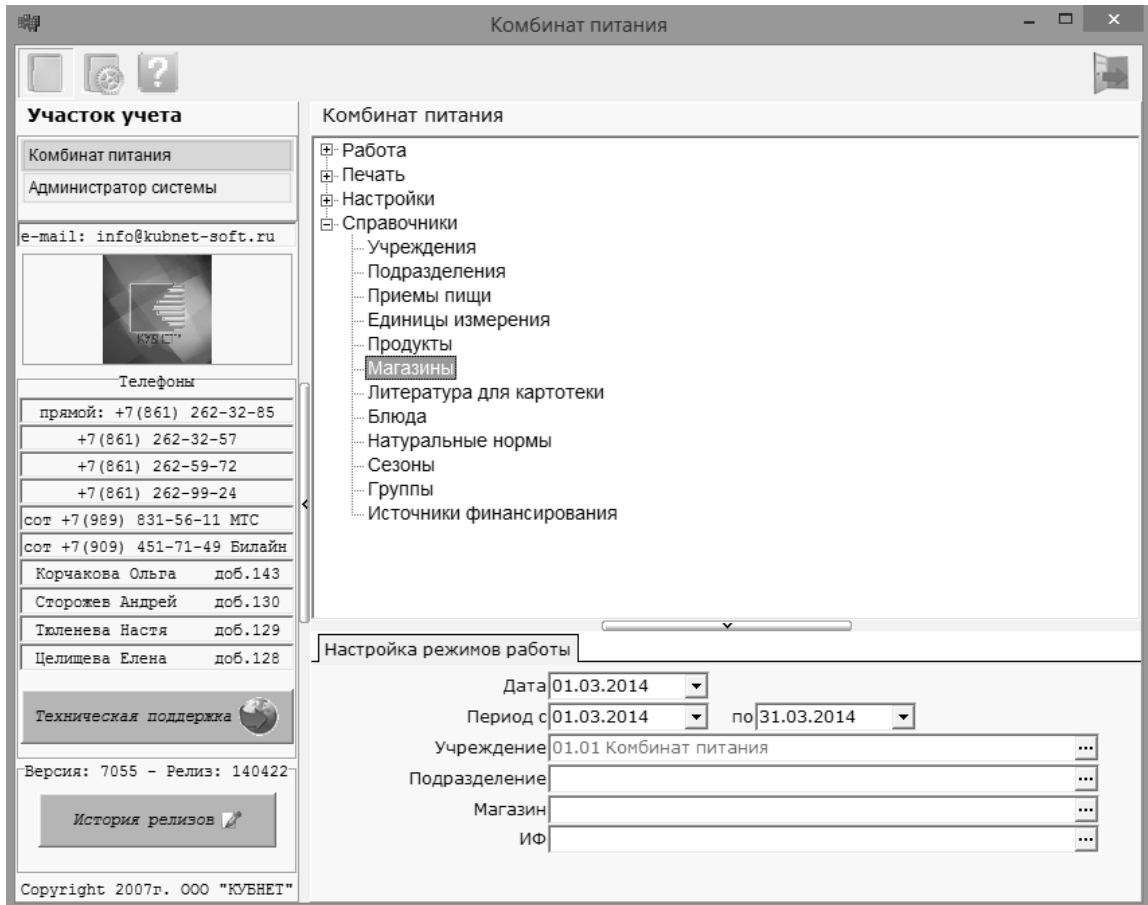 Комбинат питания
Участок учета
Комбинат питания
Администратор системы
e-mail: info@kubnet-soft.ru
КУБНЕТ
Телефоны
прямой: +7(861) 262-32-85
+7(861) 262-32-57
+7(861) 262-59-72
+7(861) 262-99-24
сот +7(989) 831-56-11 МТС
сот +7(909) 451-71-49 Билайн
Корчакова Ольга доб.143
Сторожев Андрей доб.130
Тюленева Настя доб.129
Целищева Елена доб.128
Техническая поддержка
Версия: 7055 - Релиз: 140422
История релизов
Copyright 2007г. ООО "КУБНЕТ"
Комбинат питания
Работа
Печать
Настройки
Справочники
Учреждения
Подразделения
Приемы пищи
Единицы измерения
Продукты
Магазины
Литература для картотеки
Блюда
Натуральные нормы
Сезоны
Группы
Источники финансирования
Настройка режимов работы
Дата 01.03.2014
Период с 01.03.2014 по 31.03.2014
Учреждение 01.01 Комбинат питания ...
Подразделение ...
Магазин ...
ИФ ...